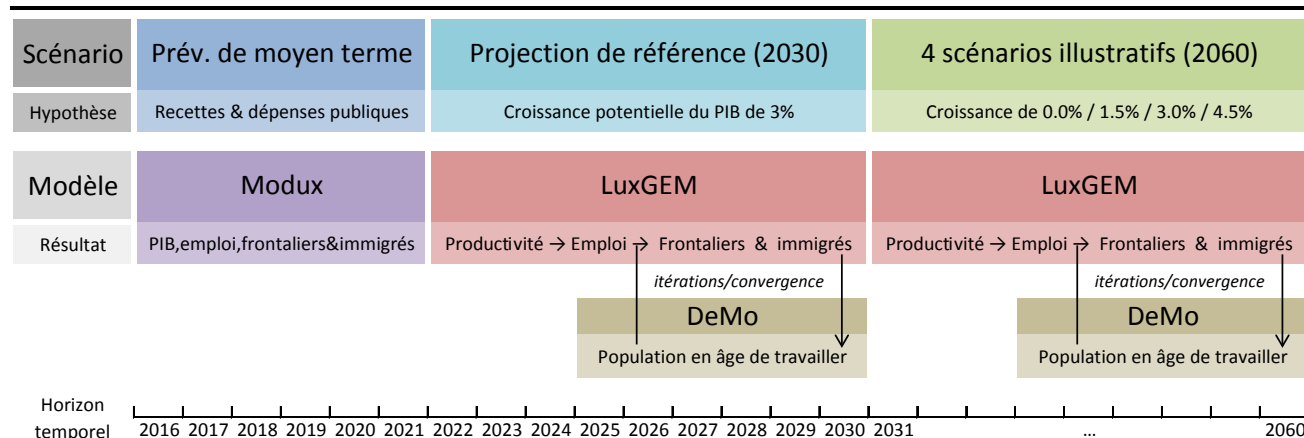 Scénario Prév. de moyen terme Projection de référence (2030) 4 scénarios illustratifs (2060)
Hypothèse Recettes & dépenses publiques Croissance potentielle du PIB de 3% Croissance de 0.0% / 1.5% / 3.0% / 4.5%
Modèle Modux LuxGEM LuxGEM
Résultat PIB,emploi,frontaliers&immigrés Productivité → Emploi → Frontaliers & immigrés Productivité → Emploi → Frontaliers & immigrés
itérations/convergence itérations/convergence
DeMo DeMo
Population en âge de travailler Population en âge de travailler
Horizon
temporel 2016 2017 2018 2019 2020 2021 2022 2023 2024 2025 2026 2027 2028 2029 2030 2031 ... 2060